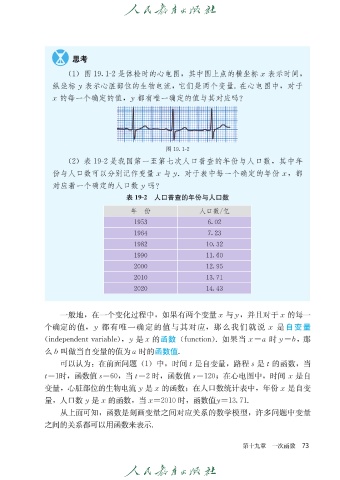 人民教育出版社
思考
(1) 图 19.1-2 是体检时的心电图，其中图上点的横坐标 x 表示时间，
纵坐标 y 表示心脏部位的生物电流，它们是两个变量. 在心电图中，对于
x 的每一个确定的值，y 都有唯一确定的值与其对应吗？
图 19.1-2
(2) 表 19-2 是我国第一至第七次人口普查的年份与人口数，其中年
份与人口数可以分别记作变量 x 与 y. 对于表中每一个确定的年份 x，都
对应着一个确定的人口数 y 吗？
表 19-2 人口普查的年份与人口数
年 份 人口数/亿
1953 6.02
1964 7.23
1982 10.32
1990 11.60
2000 12.95
2010 13.71
2020 14.43
一般地，在一个变化过程中，如果有两个变量 x 与 y，并且对于 x 的每一
个确定的值，y 都有唯一确定的值与其对应，那么我们就说 x 是自变量
(independent variable)，y 是 x 的函数 (function). 如果当 x=a 时 y=b，那
么 b 叫做当自变量的值为 a 时的函数值.
可以认为：在前面问题 (1) 中，时间 t 是自变量，路程 s 是 t 的函数，当
t=1时，函数值 s=60，当 t=2 时，函数值 s=120；在心电图中，时间 x 是自
变量，心脏部位的生物电流 y 是 x 的函数；在人口数统计表中，年份 x 是自变
量，人口数 y 是 x 的函数，当 x=2010 时，函数值y=13.71.
从上面可知，函数是刻画变量之间对应关系的数学模型，许多问题中变量
之间的关系都可以用函数来表示.
第十九章 一次函数 73
人民教育出版社